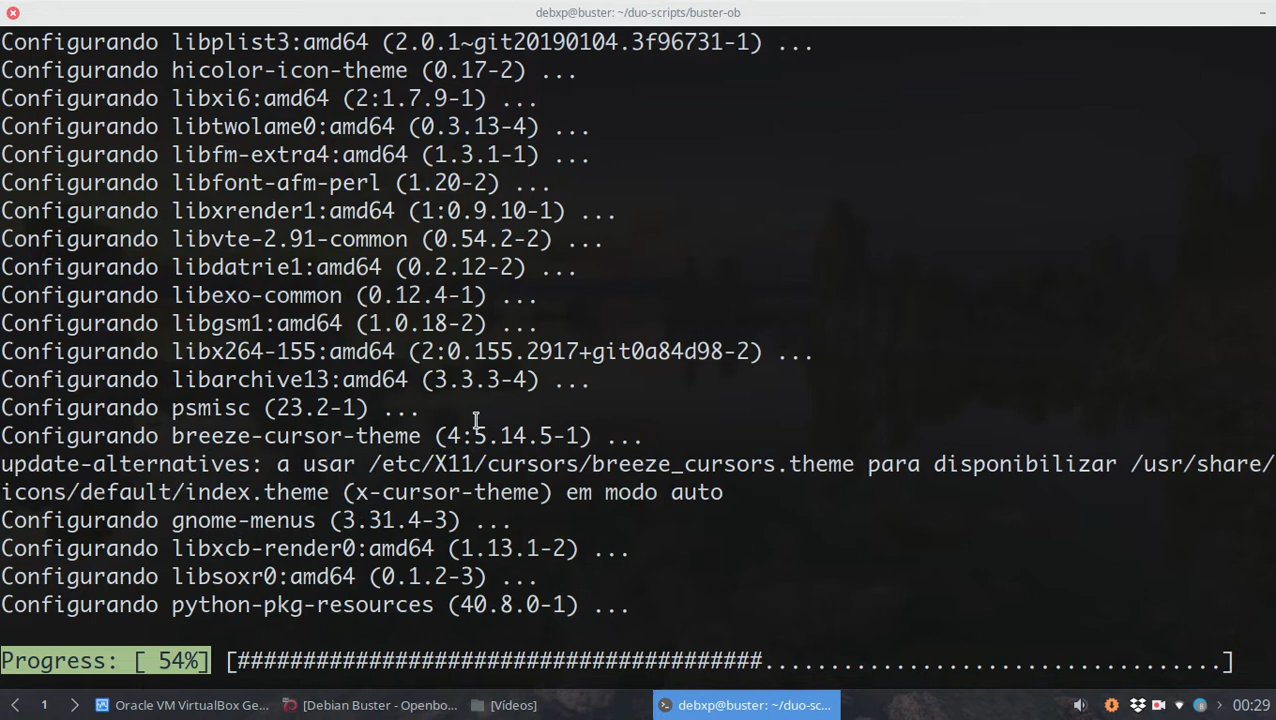 debxp@buster: ~/duo-scripts/buster-ob
Configurando libplist3:amd64 (2.0.1~git20190104.3f96731-1) ...
Configurando hicolor-icon-theme (0.17-2) ...
Configurando libxi6:amd64 (2:1.7.9-1) ...
Configurando libtwolame0:amd64 (0.3.13-4) ...
Configurando libfm-extra4:amd64 (1.3.1-1) ...
Configurando libfont-afm-perl (1.20-2) ...
Configurando libxrender1:amd64 (1:0.9.10-1) ...
Configurando libvte-2.91-common (0.54.2-2) ...
Configurando libdatrie1:amd64 (0.2.12-2) ...
Configurando libexo-common (0.12.4-1) ...
Configurando libgsm1:amd64 (1.0.18-2) ...
Configurando libx264-155:amd64 (2:0.155.2917+git0a84d98-2) ...
Configurando libarchive13:amd64 (3.3.3-4) ...
Configurando psmisc (23.2-1) ...
Configurando breeze-cursor-theme (4:5.14.5-1) ...
update-alternatives: a usar /etc/X11/cursors/breeze_cursors.theme para disponibilizar /usr/share/
icons/default/index.theme (x-cursor-theme) em modo auto
Configurando gnome-menus (3.31.4-3) ...
Configurando libxcb-render0:amd64 (1.13.1-2) ...
Configurando libsoxr0:amd64 (0.1.2-3) ...
Configurando python-pkg-resources (40.8.0-1) ...
Progress: [ 54%] [########################################...................................]
1 Oracle VM VirtualBox Ge... [Debian Buster - Openbo... [Vídeos] debxp@buster: ~/duo-scr... 00:29